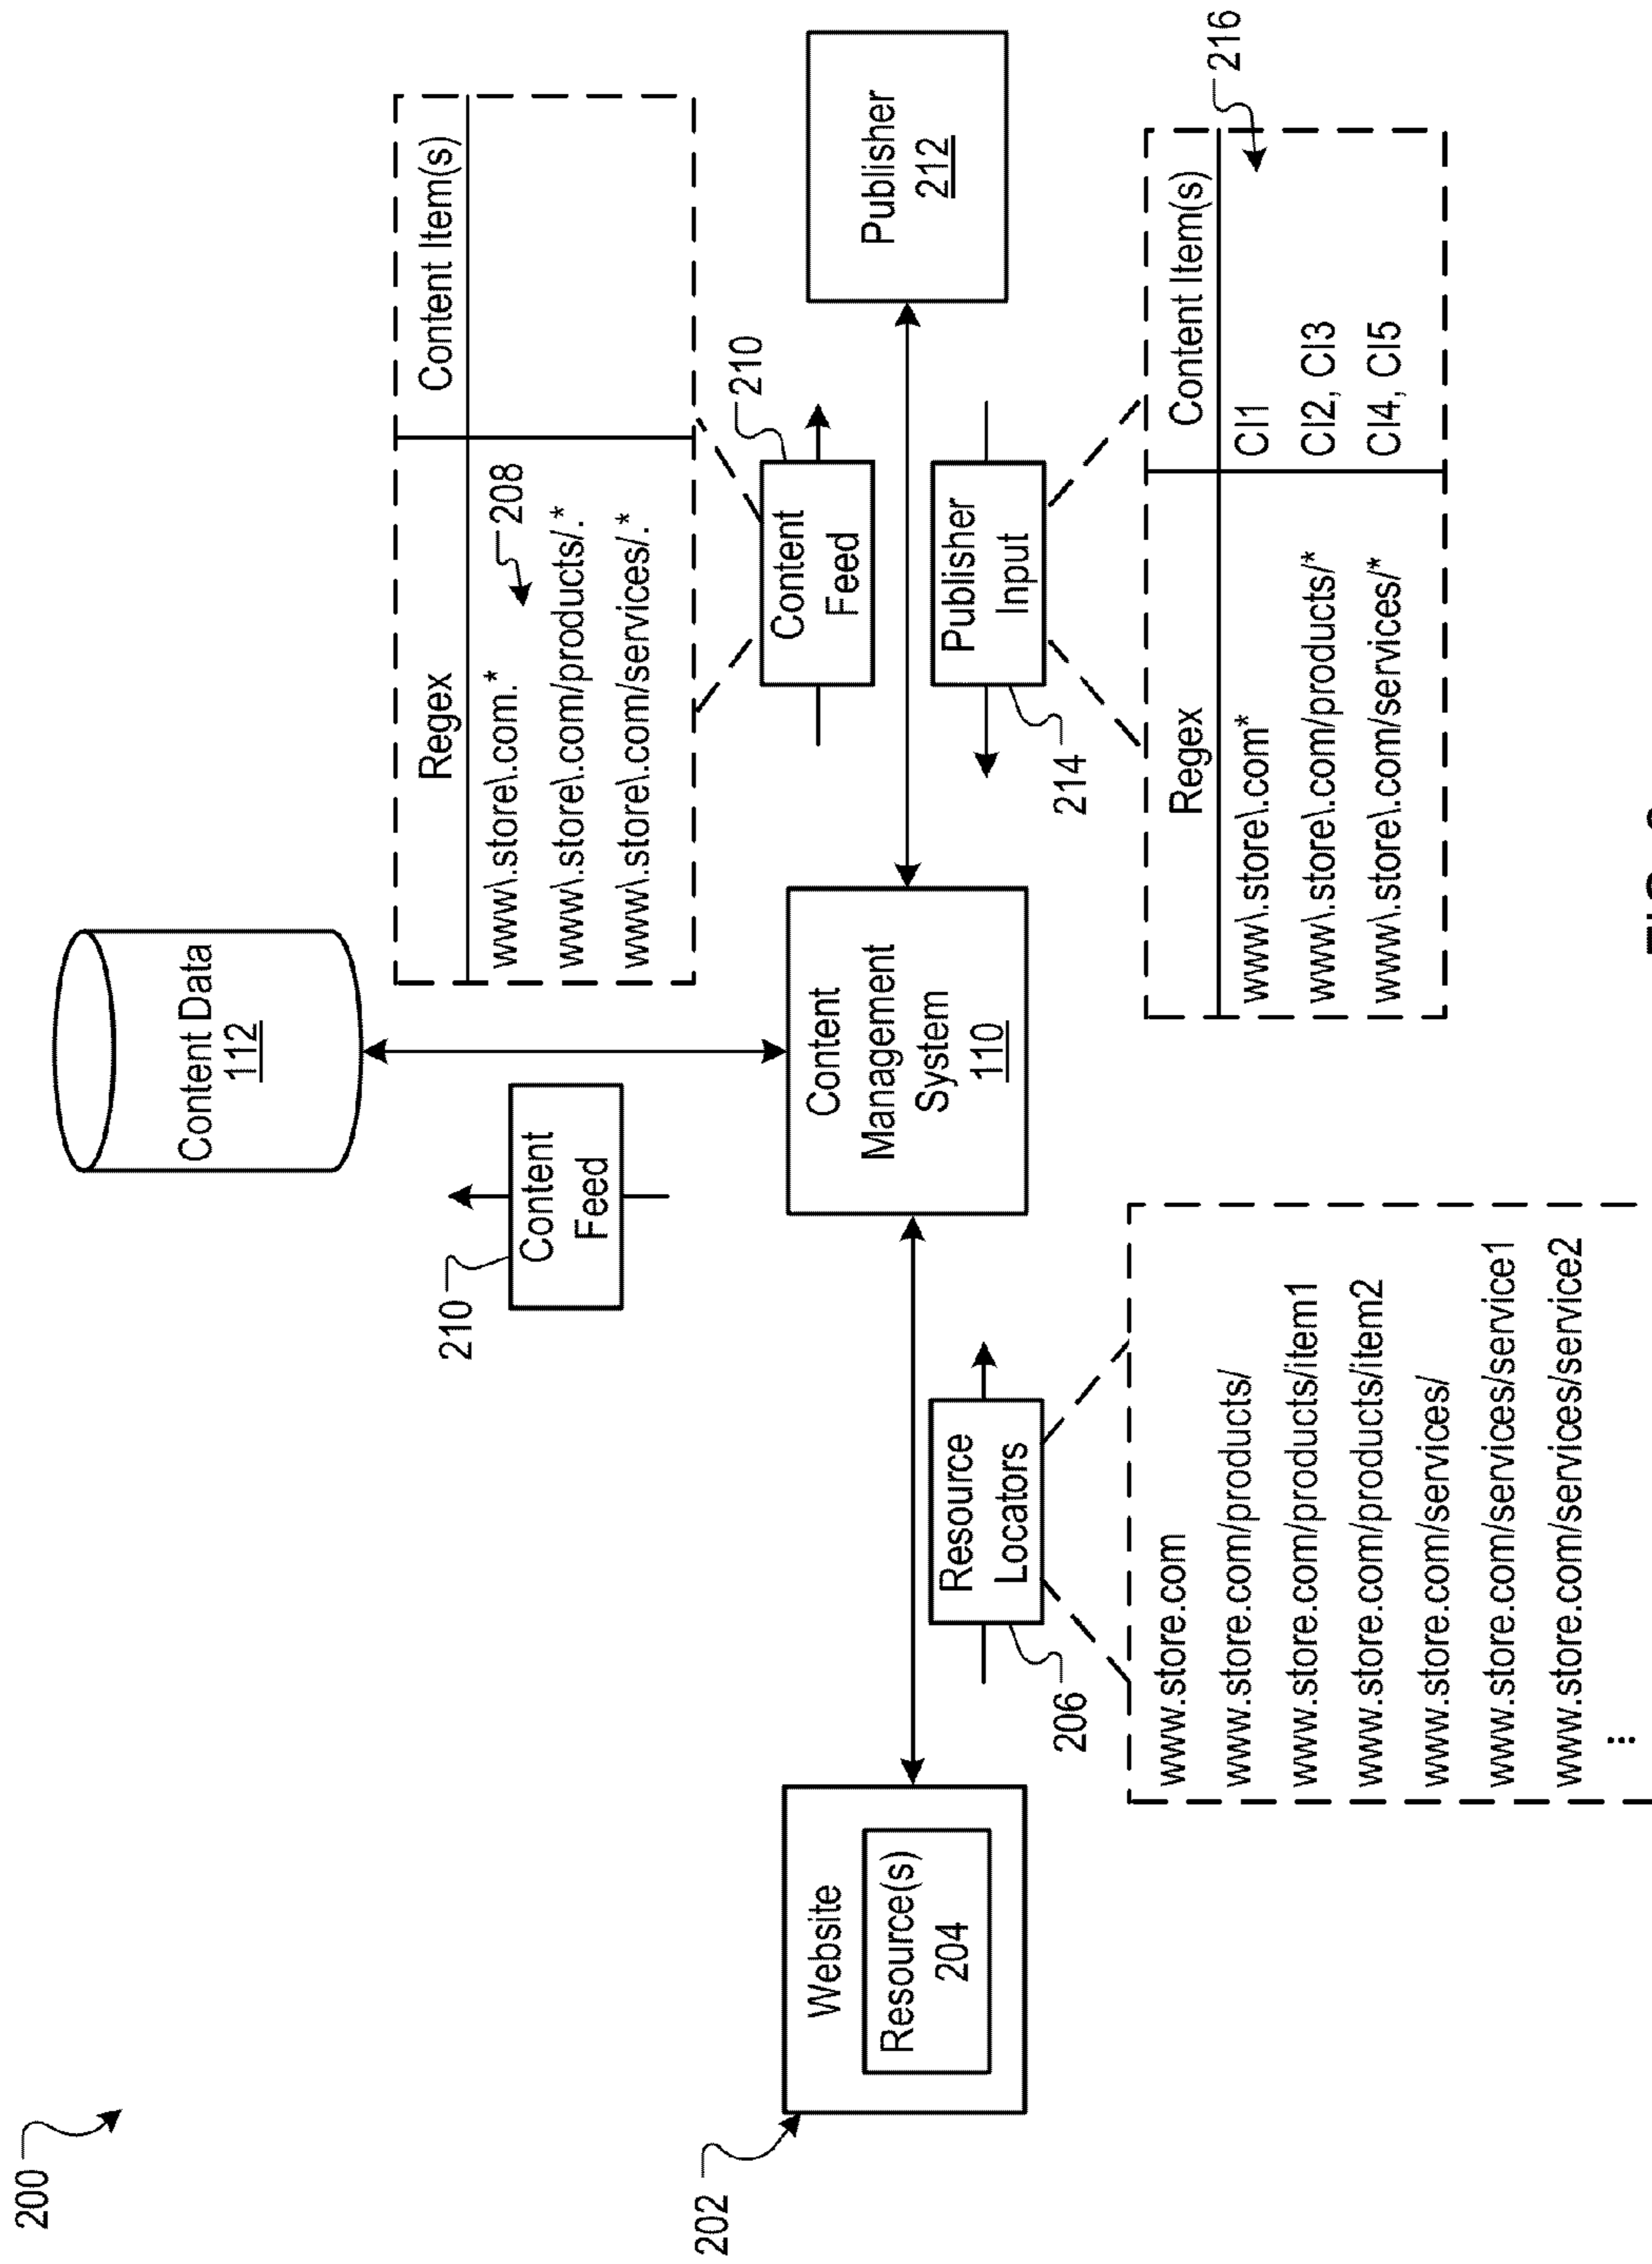 200
Content Data
112
210
Content
Feed
Regex
Content Item(s)
www\.store\.com.*
208
www\.store\.com/products/.*
www\.store\.com/services/.*
210
Content
Feed
202
Website
Resource(s)
204
Content
Management
System
110
Publisher
212
Resource
Locators
206
Publisher
Input
214
www.store.com
www.store.com/products/
www.store.com/products/item1
www.store.com/products/item2
www.store.com/services/
www.store.com/services/service1
www.store.com/services/service2
...
Regex
Content Item(s)
216
www\.store\.com*
CI1
www\.store\.com/products/*
CI2, CI3
www\.store\.com/services/*
CI4, CI5